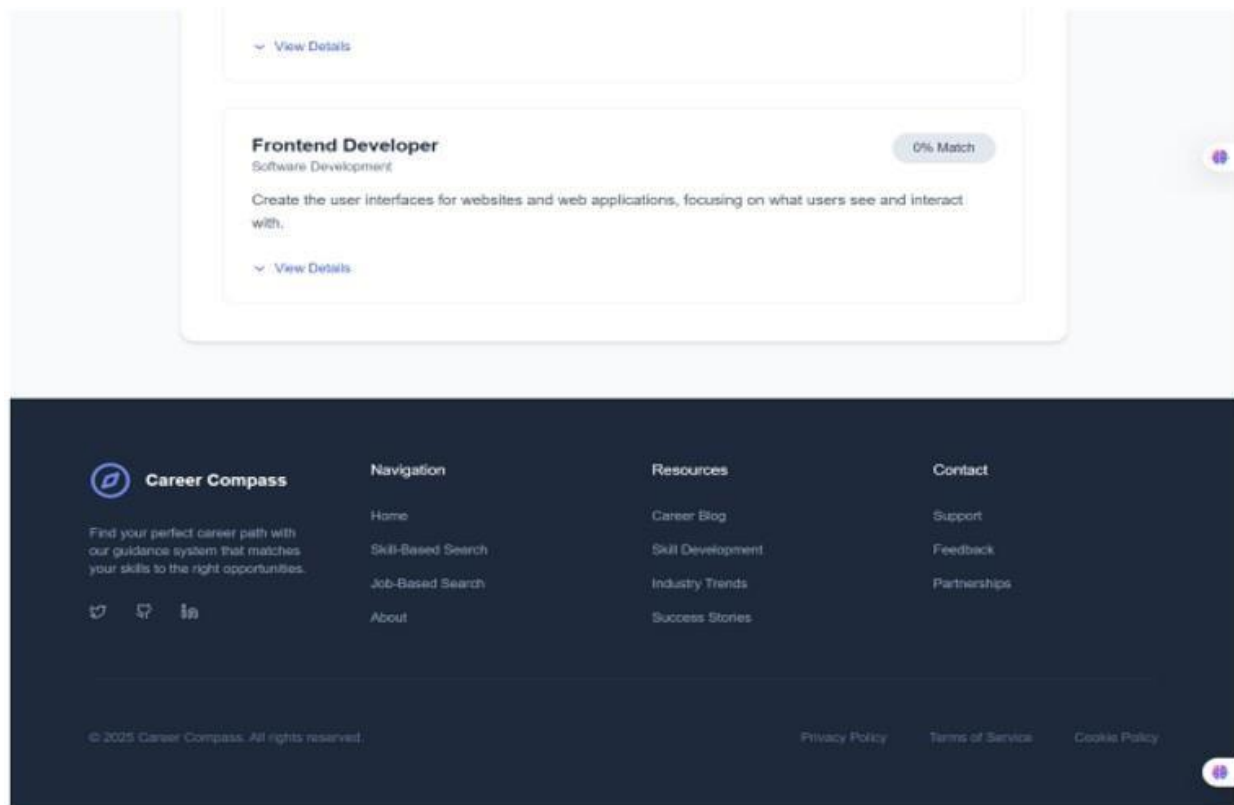 View Details
Frontend Developer
0% Match
Software Development
Create the user interfaces for websites and web applications, focusing on what users see and interact
with.
View Details
Career Compass
Find your perfect career path with
our guidance system that matches
your skills to the right opportunities.
Navigation
Home
Skill-Based Search
Job-Based Search
About
Resources
Career Blog
Skill Development
Industry Trends
Success Stories
Contact
Support
Feedback
Partnerships
© 2025 Career Compass. All rights reserved.
Privacy Policy
Terms of Service
Cookie Policy